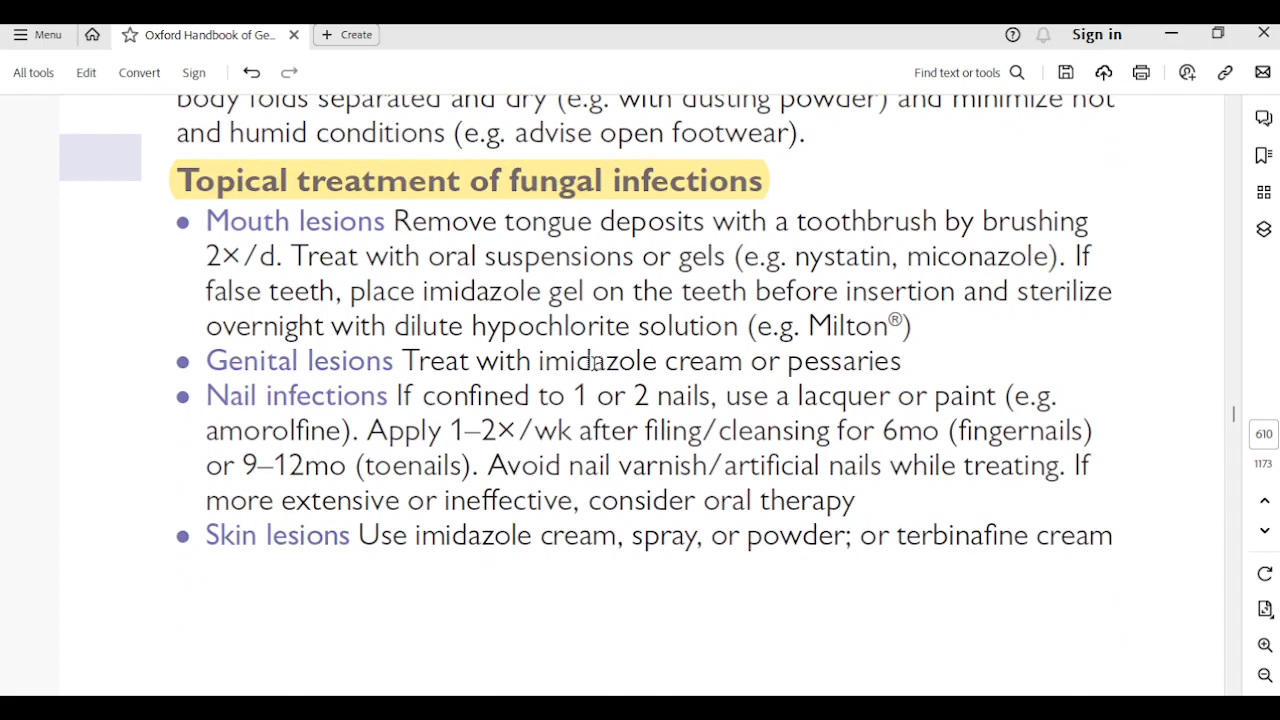 Menu
Oxford Handbook of Ge...
Create
Sign in
All tools
Edit
Convert
Sign
Find text or tools
body folds separated and dry (e.g. with dusting powder) and minimize hot
and humid conditions (e.g. advise open footwear).
Topical treatment of fungal infections
• Mouth lesions Remove tongue deposits with a toothbrush by brushing
2×/d. Treat with oral suspensions or gels (e.g. nystatin, miconazole). If
false teeth, place imidazole gel on the teeth before insertion and sterilize
overnight with dilute hypochlorite solution (e.g. Milton®)
• Genital lesions Treat with imidazole cream or pessaries
• Nail infections If confined to 1 or 2 nails, use a lacquer or paint (e.g.
amorolfine). Apply 1–2×/wk after filing/cleansing for 6mo (fingernails)
or 9–12mo (toenails). Avoid nail varnish/artificial nails while treating. If
more extensive or ineffective, consider oral therapy
• Skin lesions Use imidazole cream, spray, or powder; or terbinafine cream
610
1173